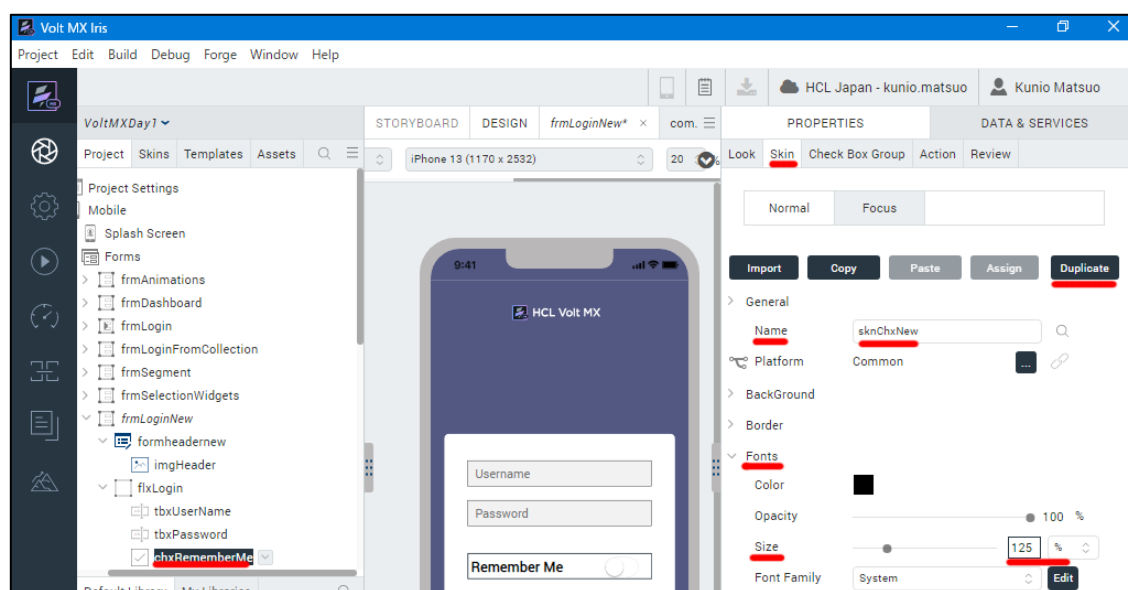 Volt MX Iris
Project Edit Build Debug Forge Window Help
HCL Japan - kunio.matsuo Kunio Matsuo
VoltMXDay1
STORYBOARD DESIGN frmLoginNew* × com.
PROPERTIES DATA & SERVICES
Project Skins Templates Assets
iPhone 13 (1170 x 2532) 20 %
Look Skin Check Box Group Action Review
Project Settings
Mobile
Splash Screen
Forms
frmAnimations
frmDashboard
frmLogin
frmLoginFromCollection
frmSegment
frmSelectionWidgets
frmLoginNew
formheadernew
imgHeader
flxLogin
tbxUserName
tbxPassword
chxRememberMe
Default Library My Libraries
9:41
HCL Volt MX
Username
Password
Remember Me
Normal Focus
Import Copy Paste Assign Duplicate
General
Name sknChxNew
Platform Common ...
BackGround
Border
Fonts
Color
Opacity 100 %
Size 125 %
Font Family System Edit